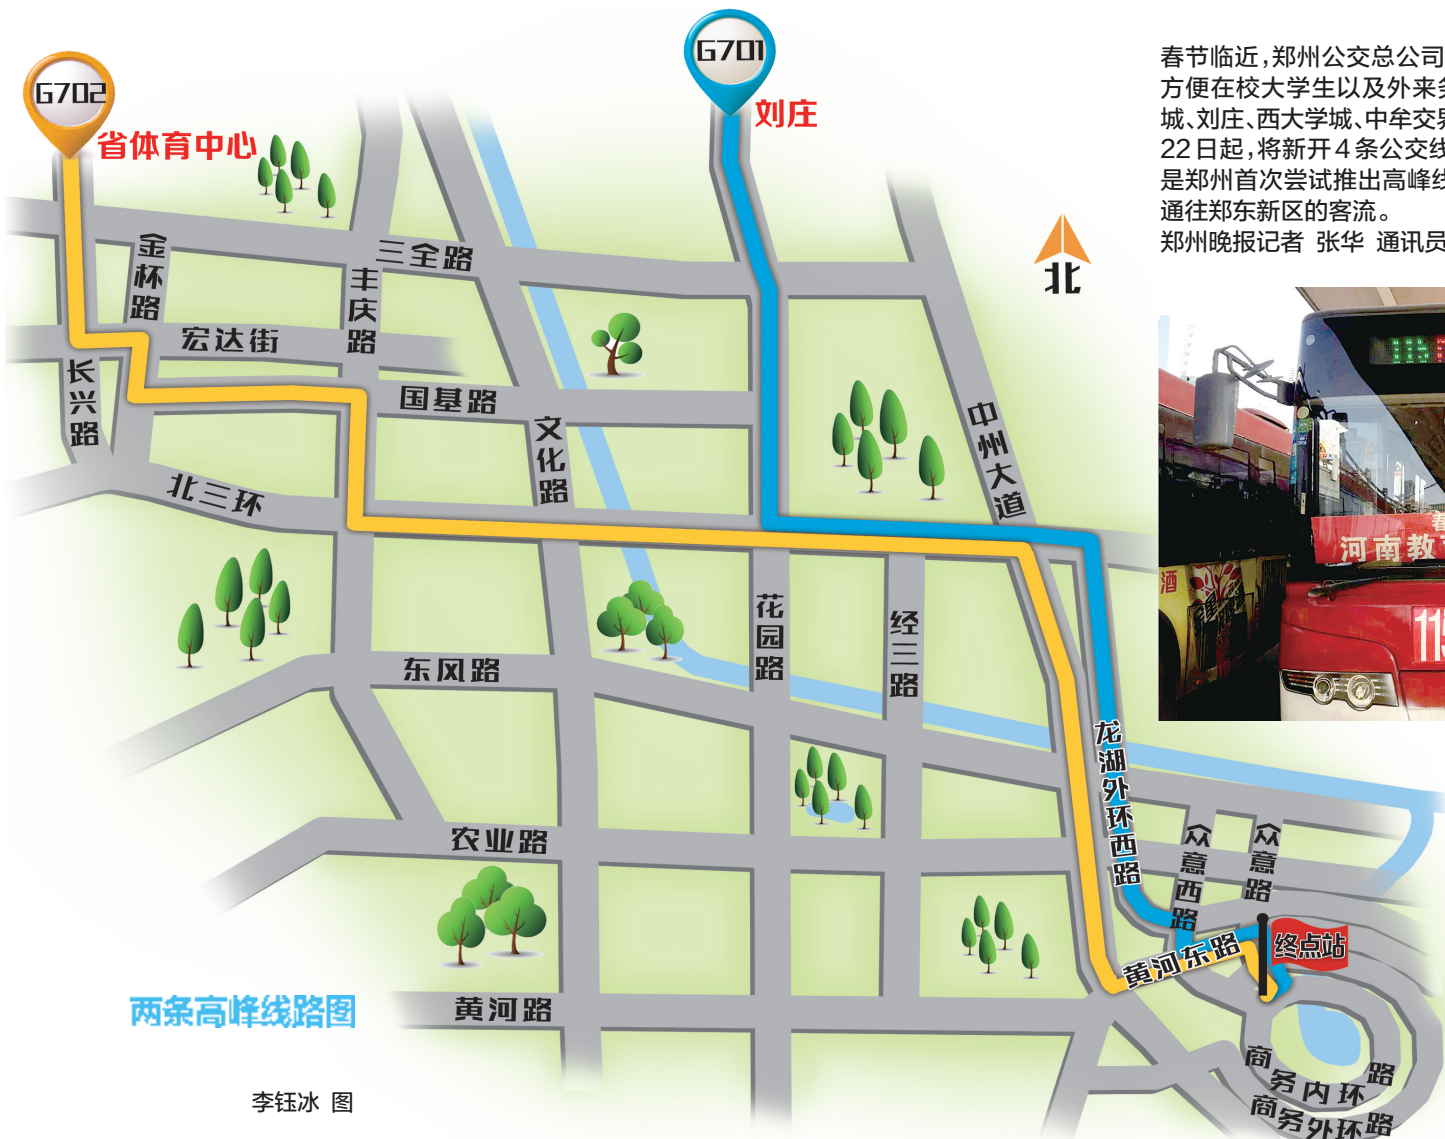 G702
省体育中心
G701
刘庄
春节临近,郑州公交总公司
方便在校大学生以及外来
城、刘庄、西大学城、中牟交界
22日起,将新开4条公交线
是郑州首次尝试推出高峰线
通往郑东新区的客流。
郑州晚报记者 张华 通讯员
北
三全路
金杯路
丰庆路
宏达街
长兴路
国基路
文化路
中州大道
北三环
花园路
经三路
东风路
龙湖外环西路
农业路
众意西路
众意路
黄河东路
终点站
黄河路
商务内环路
商务外环路
两条高峰线路图
李钰冰 图
115
河南教
酒